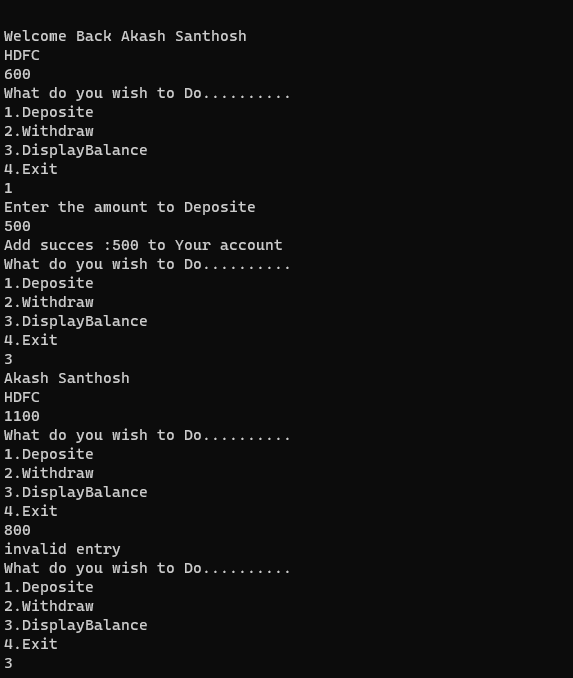 Welcome Back Akash Santhosh
HDFC
600
What do you wish to Do..........
1.Deposite
2.Withdraw
3.DisplayBalance
4.Exit
1
Enter the amount to Deposite
500
Add succes :500 to Your account
What do you wish to Do..........
1.Deposite
2.Withdraw
3.DisplayBalance
4.Exit
3
Akash Santhosh
HDFC
1100
What do you wish to Do..........
1.Deposite
2.Withdraw
3.DisplayBalance
4.Exit
800
invalid entry
What do you wish to Do..........
1.Deposite
2.Withdraw
3.DisplayBalance
4.Exit
3